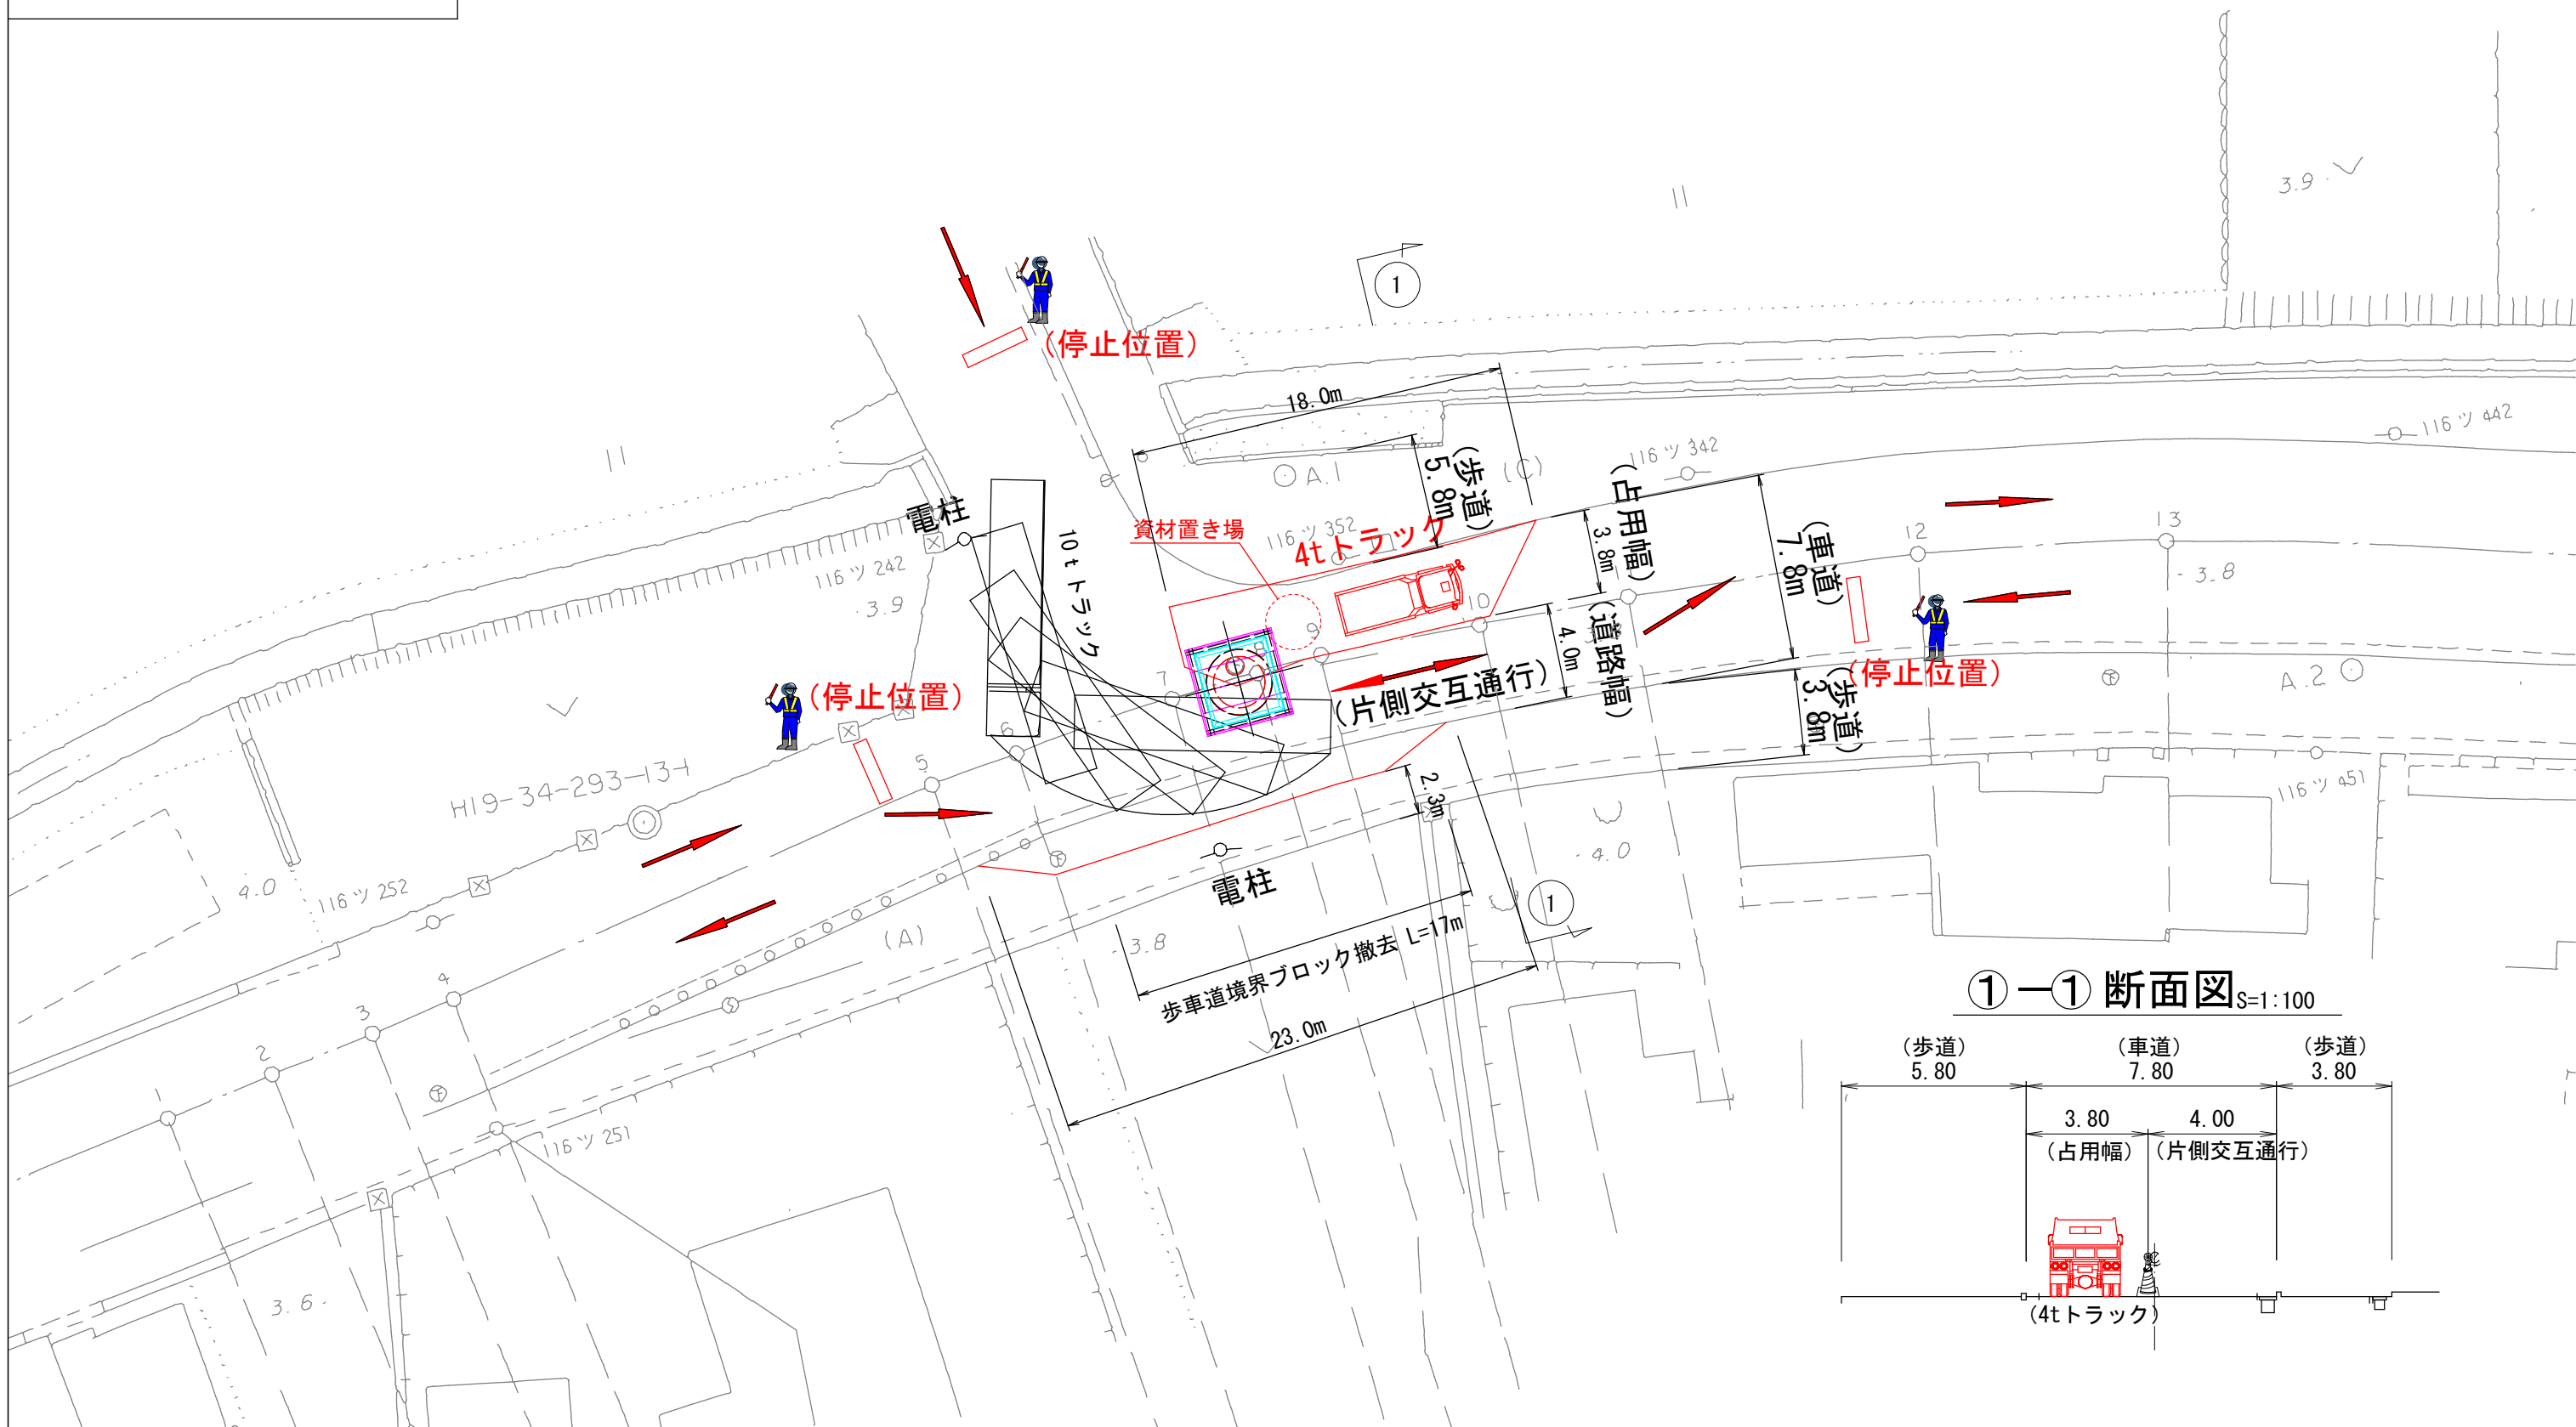 (停止位置)
18.0m
1
116ツ442
116ツ342
3.9
(歩道)
5.8m
A.1
(C)
(占用幅)
3.8m
電柱
資材置き場
116ツ352
4tトラック
10tトラック
(車道)
7.8m
12
13
3.8
116ツ242
3.9
10
9
8
7
6
5
(道路幅)
4.0m
(片側交互通行)
(停止位置)
(停止位置)
A.2
(歩道)
3.8m
H19-34-293-13-1
2.3m
116ツ451
4.0
4.0
116ツ252
電柱
1
(A)
3.8
歩車道境界ブロック撤去 L=17m
23.0m
4
3
2
1
116ツ251
3.6
①ー① 断面図 S=1:100
(歩道)
5.80
(車道)
7.80
(歩道)
3.80
3.80
(占用幅)
4.00
(片側交互通行)
(4tトラック)